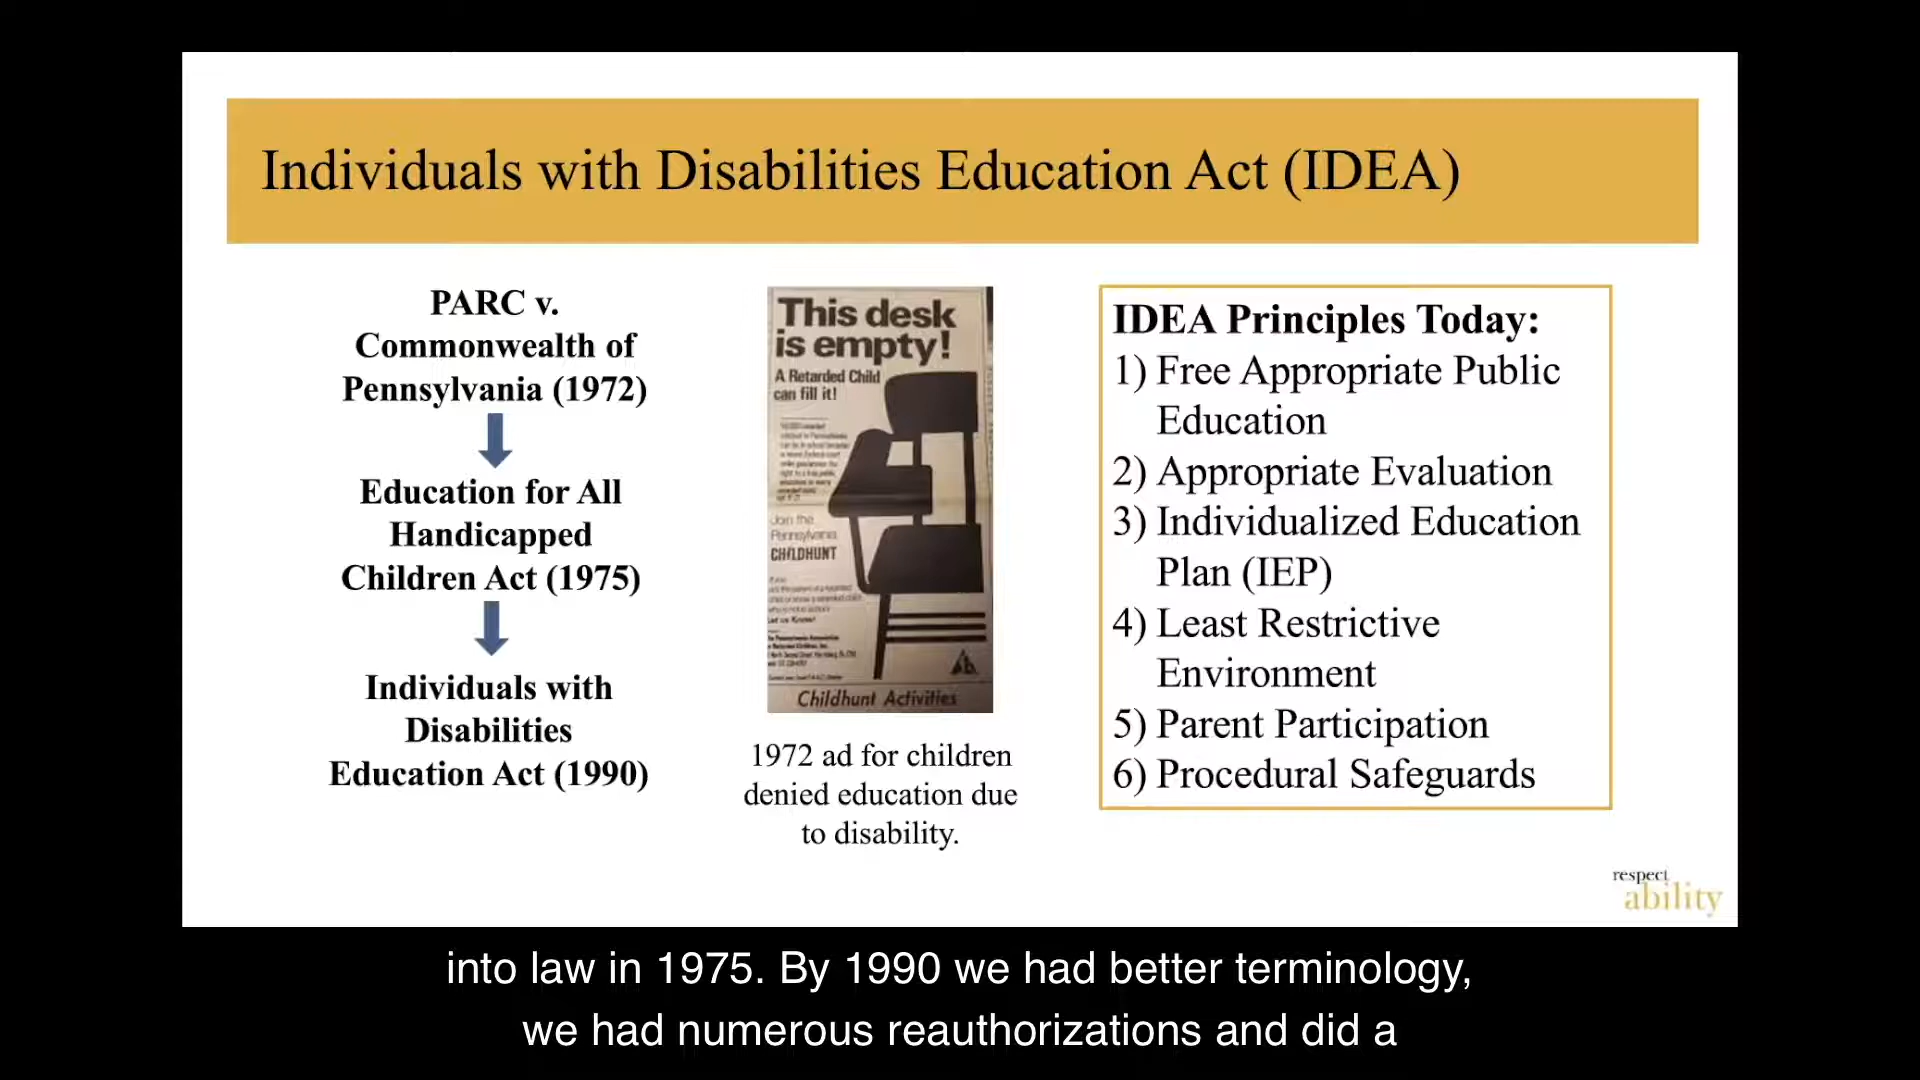 Individuals with Disabilities Education Act (IDEA)
PARC v.
Commonwealth of
Pennsylvania (1972)
Education for All
Handicapped
Children Act (1975)
Individuals with
Disabilities
Education Act (1990)
This desk
is empty!
A Retarded Child
can fill it!
Join the
Pennsylvania
CHILDHUNT
Childhunt Activities
1972 ad for children
denied education due
to disability.
IDEA Principles Today:
1) Free Appropriate Public
Education
2) Appropriate Evaluation
3) Individualized Education
Plan (IEP)
4) Least Restrictive
Environment
5) Parent Participation
6) Procedural Safeguards
respect
ability
into law in 1975. By 1990 we had better terminology,
we had numerous reauthorizations and did a